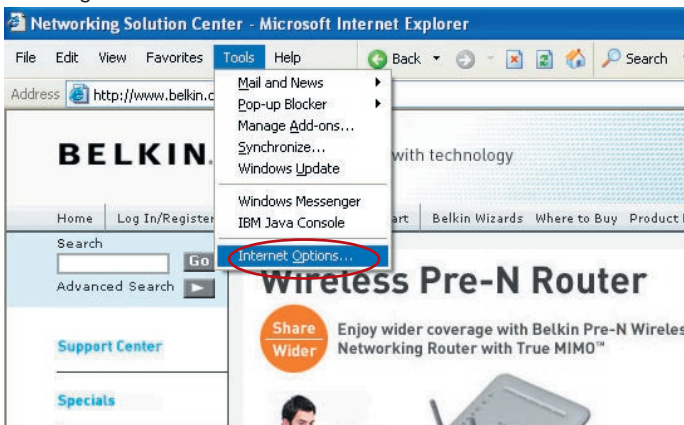 Networking Solution Center - Microsoft Internet Explorer
File Edit View Favorites Tools Help Back Search
Address http://www.belkin.c
Mail and News
Pop-up Blocker
Manage Add-ons...
Synchronize...
Windows Update
Windows Messenger
IBM Java Console
Internet Options...
BELKIN. with technology
Home Log In/Register art Belkin Wizards Where to Buy Product
Search
Go
Advanced Search
Support Center
Specials
Wireless Pre-N Router
Share
Wider
Enjoy wider coverage with Belkin Pre-N Wireles
Networking Router with True MIMO™